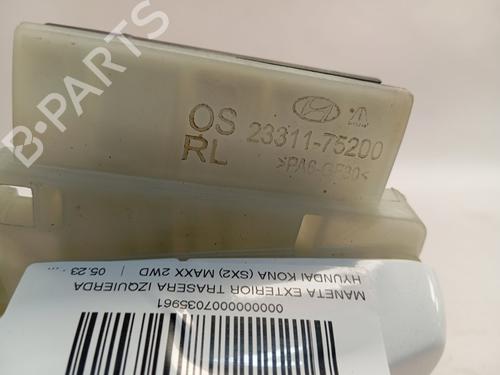 B-PARTS
OS 23311-75200
RL >PA6-GF30<
MANETA EXTERIOR TRASERA IZQUIERDA
HYUNDAI KONA (SX2) MAXX 2WD | 05.23 - ...
0000000007035961